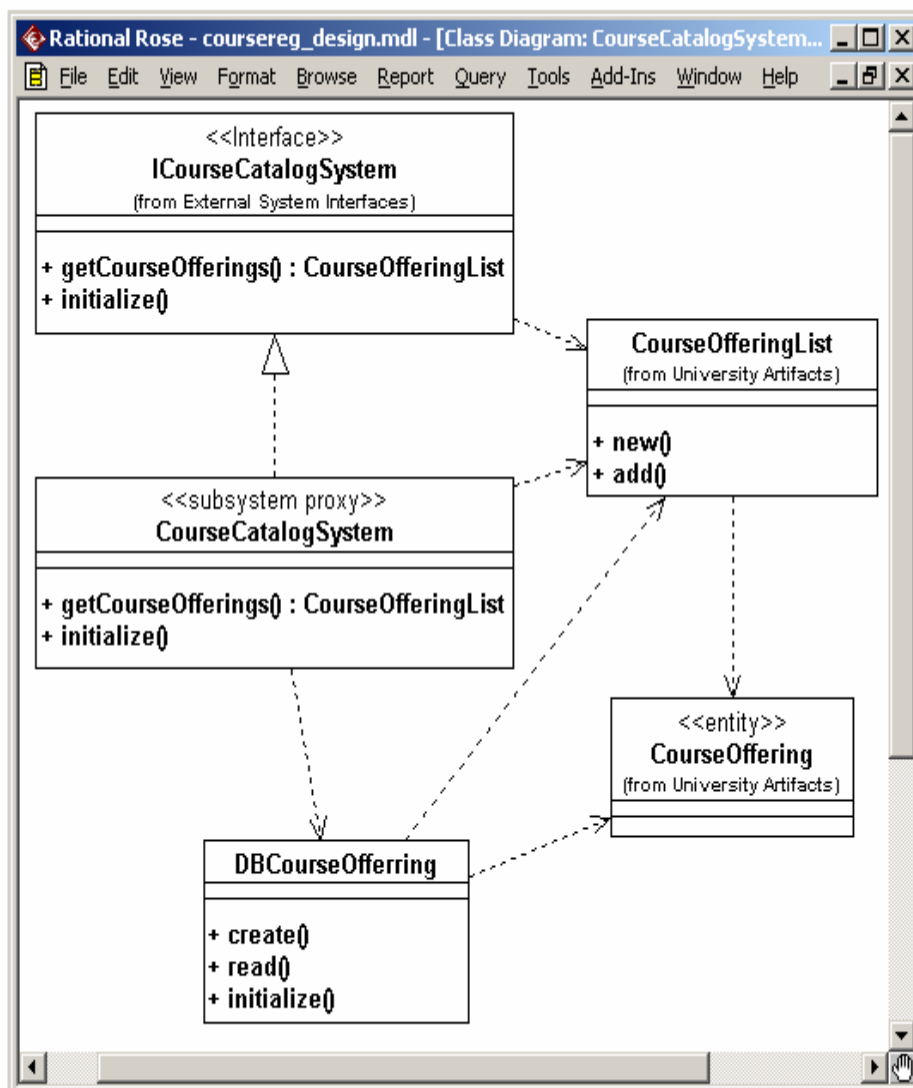 Rational Rose - coursereg_design.mdl - [Class Diagram: CourseCatalogSystem...
File Edit View Format Browse Report Query Tools Add-Ins Window Help
<<Interface>>
ICourseCatalogSystem
(from External System Interfaces)
+ getCourseOfferings() : CourseOfferingList
+ initialize()
CourseOfferingList
(from University Artifacts)
+ new()
+ add()
<<subsystem proxy>>
CourseCatalogSystem
+ getCourseOfferings() : CourseOfferingList
+ initialize()
<<entity>>
CourseOffering
(from University Artifacts)
DBCourseOfferring
+ create()
+ read()
+ initialize()